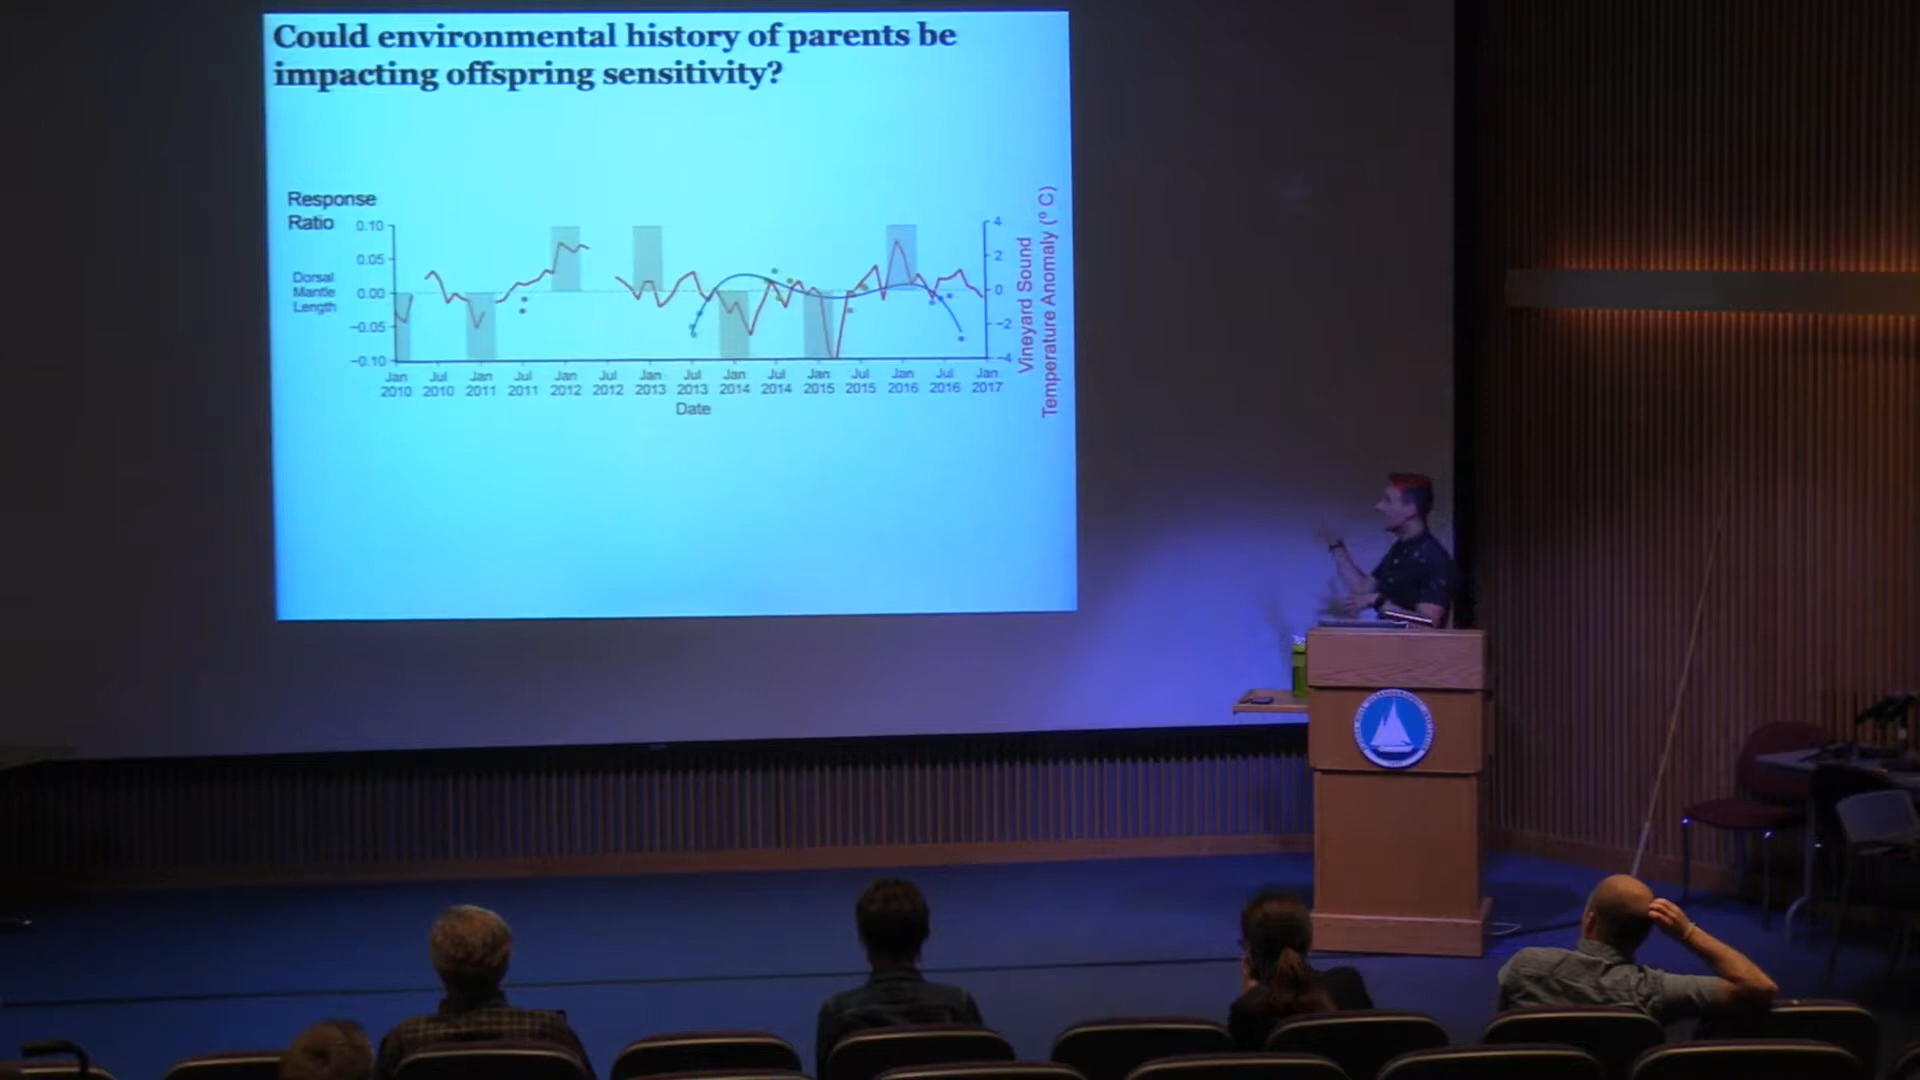 Could environmental history of parents be
impacting offspring sensitivity?
Response
Ratio
Dorsal
Mantle
Length
0.10
0.05
0.00
−0.05
−0.10
4
2
0
−2
−4
Vineyard Sound
Temperature Anomaly (° C)
Jan Jul Jan Jul Jan Jul Jan Jul Jan Jul Jan Jul Jan Jul Jan
2010 2010 2011 2011 2012 2012 2013 2013 2014 2014 2015 2015 2016 2016 2017
Date